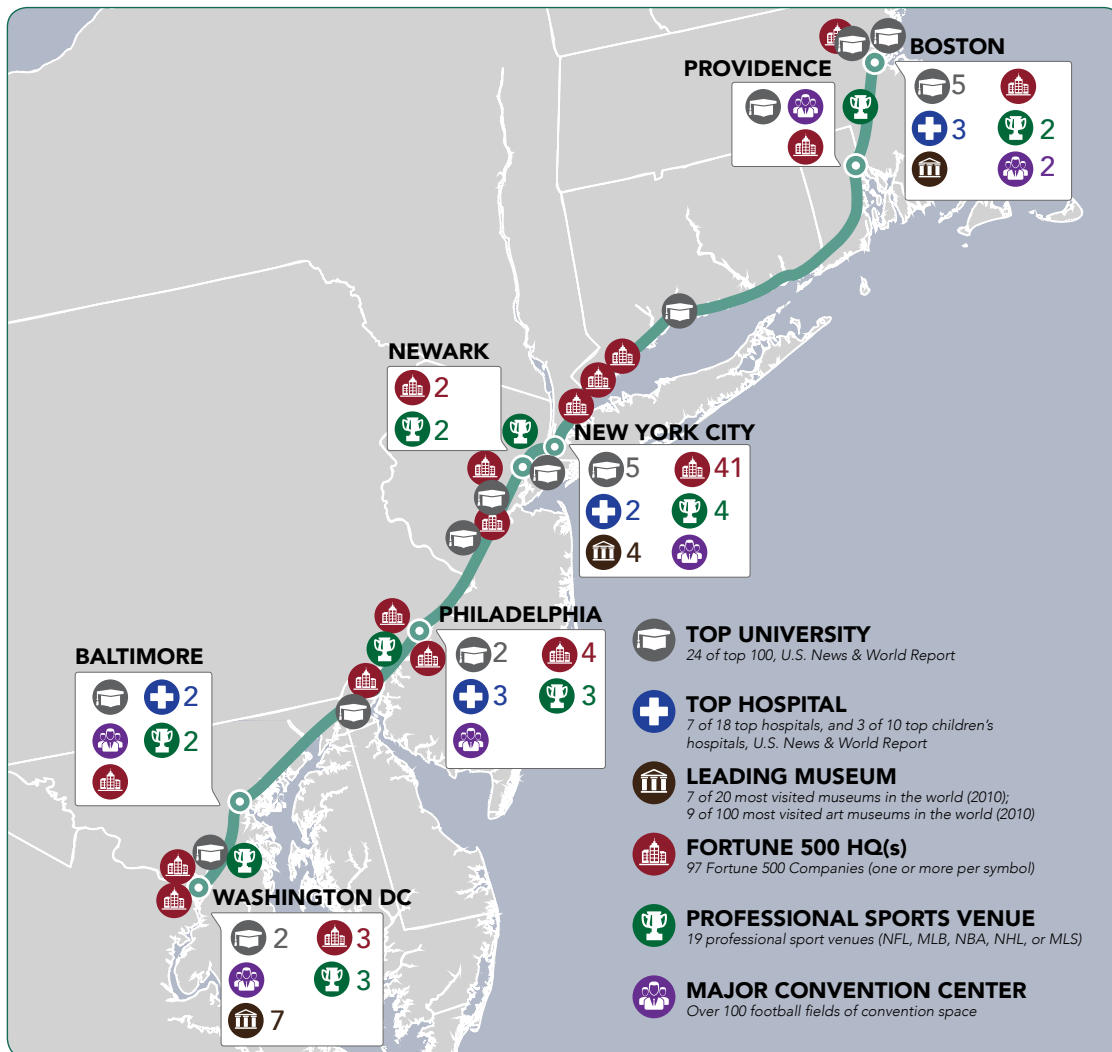 BOSTON
5
3
2
2
PROVIDENCE
NEWARK
2
2
NEW YORK CITY
5 41
2 4
4
PHILADELPHIA
2 4
3 3
BALTIMORE
2
2
WASHINGTON DC
2 3
3
7
TOP UNIVERSITY
24 of top 100, U.S. News & World Report
TOP HOSPITAL
7 of 18 top hospitals, and 3 of 10 top children's
hospitals, U.S. News & World Report
LEADING MUSEUM
7 of 20 most visited museums in the world (2010);
9 of 100 most visited art museums in the world (2010)
FORTUNE 500 HQ(s)
97 Fortune 500 Companies (one or more per symbol)
PROFESSIONAL SPORTS VENUE
19 professional sport venues (NFL, MLB, NBA, NHL, or MLS)
MAJOR CONVENTION CENTER
Over 100 football fields of convention space